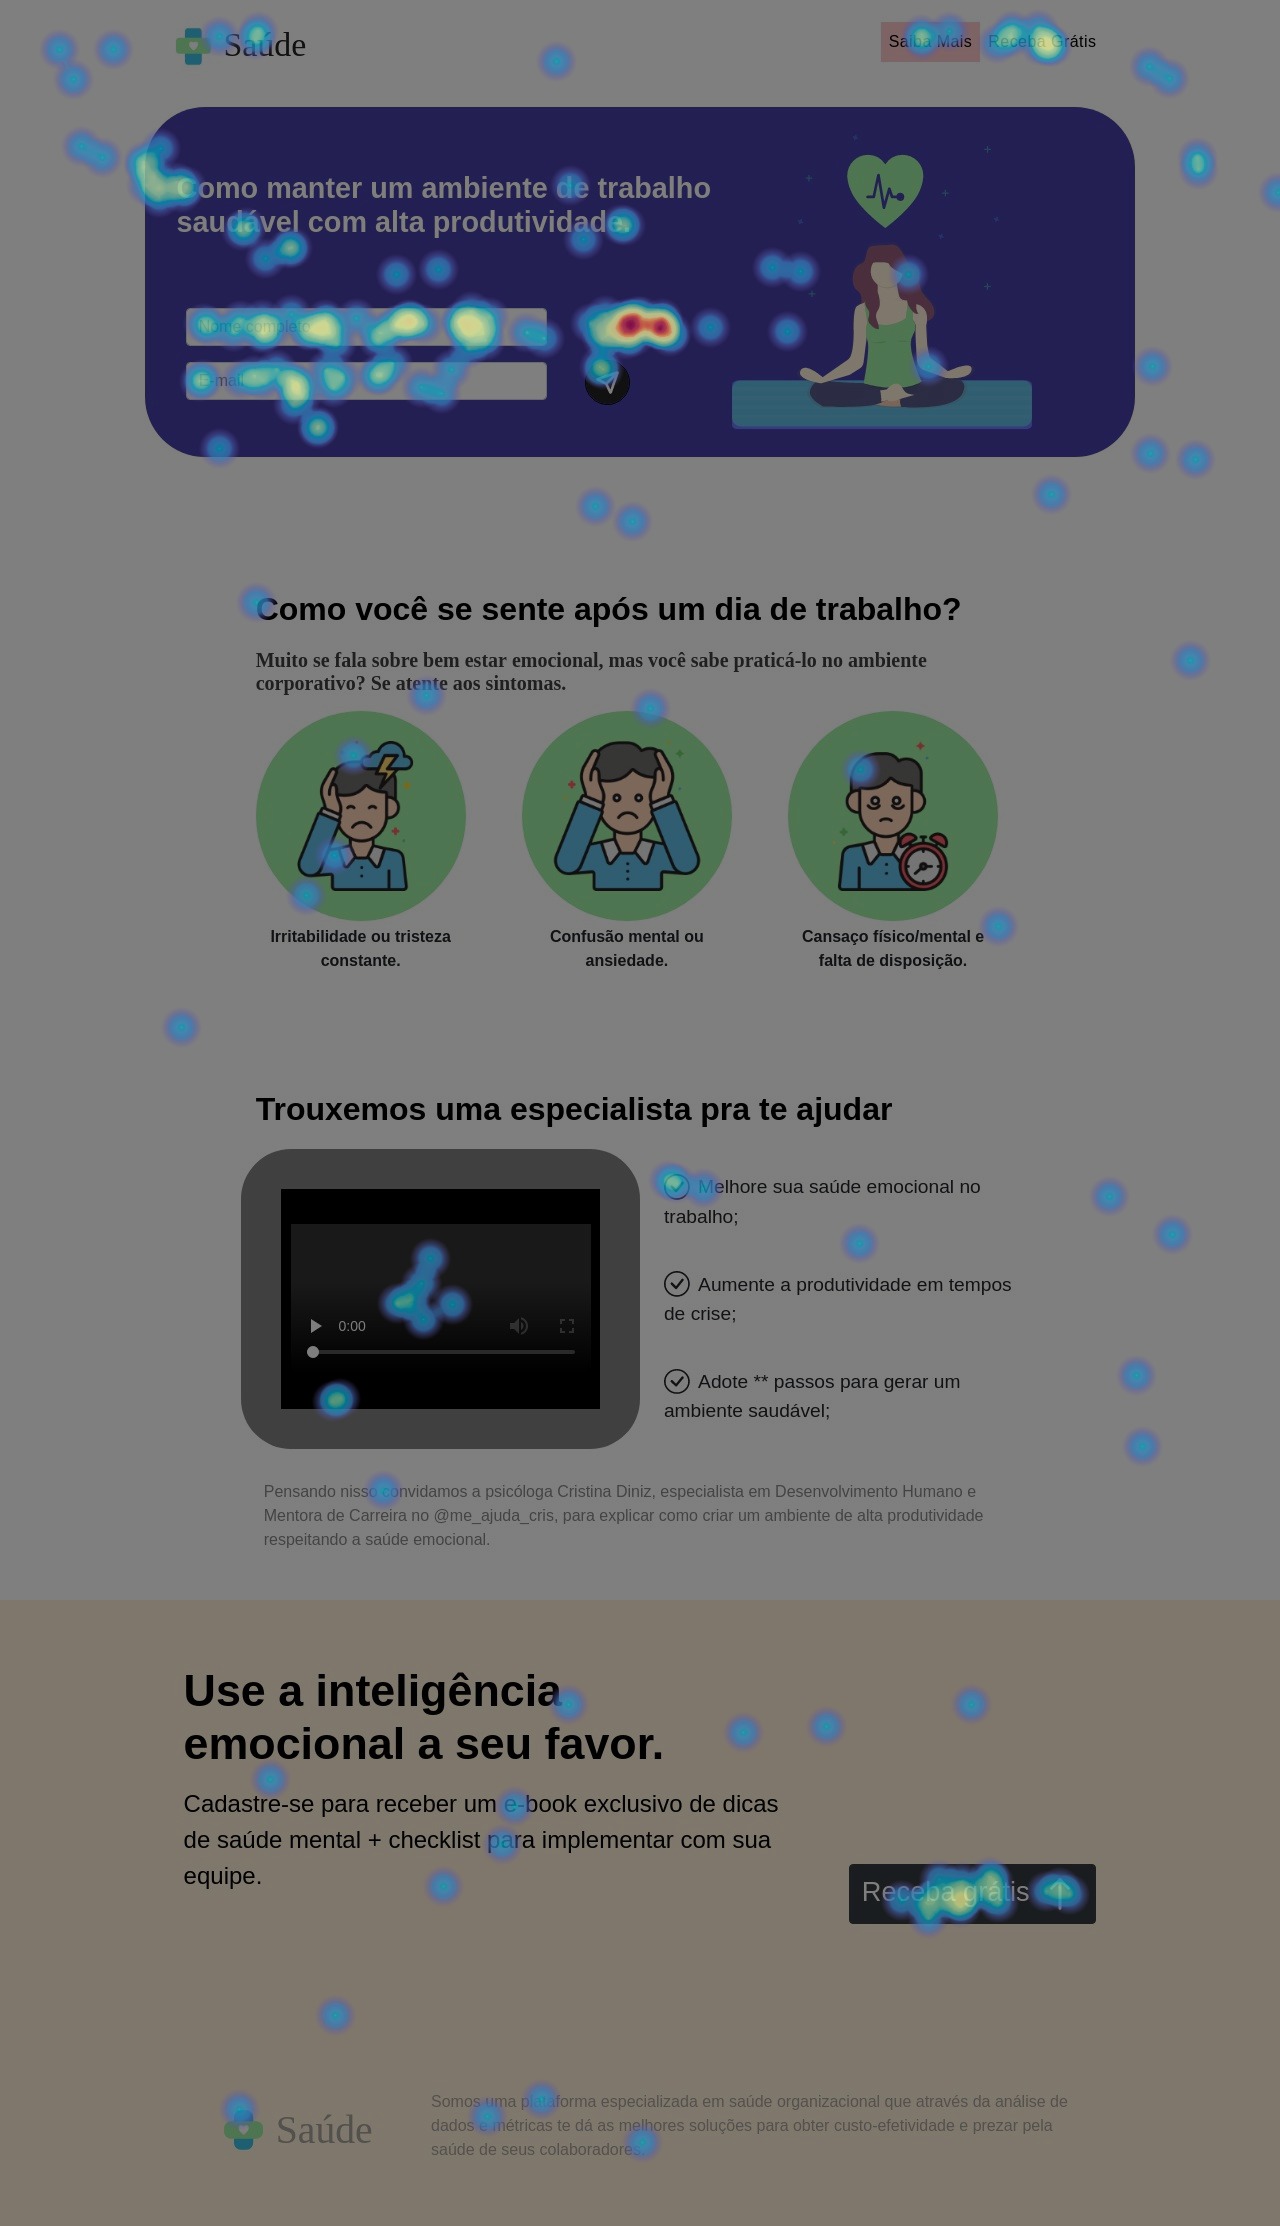 Saúde
Saiba Mais Receba Grátis
Como manter um ambiente de trabalho
saudável com alta produtividade.
Nome completo
E-mail
Como você se sente após um dia de trabalho?
Muito se fala sobre bem estar emocional, mas você sabe praticá-lo no ambiente
corporativo? Se atente aos sintomas.
Irritabilidade ou tristeza
constante.
Confusão mental ou
ansiedade.
Cansaço físico/mental e
falta de disposição.
Trouxemos uma especialista pra te ajudar
0:00
Melhore sua saúde emocional no
trabalho;
Aumente a produtividade em tempos
de crise;
Adote ** passos para gerar um
ambiente saudável;
Pensando nisso convidamos a psicóloga Cristina Diniz, especialista em Desenvolvimento Humano e
Mentora de Carreira no @me_ajuda_cris, para explicar como criar um ambiente de alta produtividade
respeitando a saúde emocional.
Use a inteligência
emocional a seu favor.
Cadastre-se para receber um e-book exclusivo de dicas
de saúde mental + checklist para implementar com sua
equipe.
Receba grátis
Saúde
Somos uma plataforma especializada em saúde organizacional que através da análise de
dados e métricas te dá as melhores soluções para obter custo-efetividade e prezar pela
saúde de seus colaboradores.